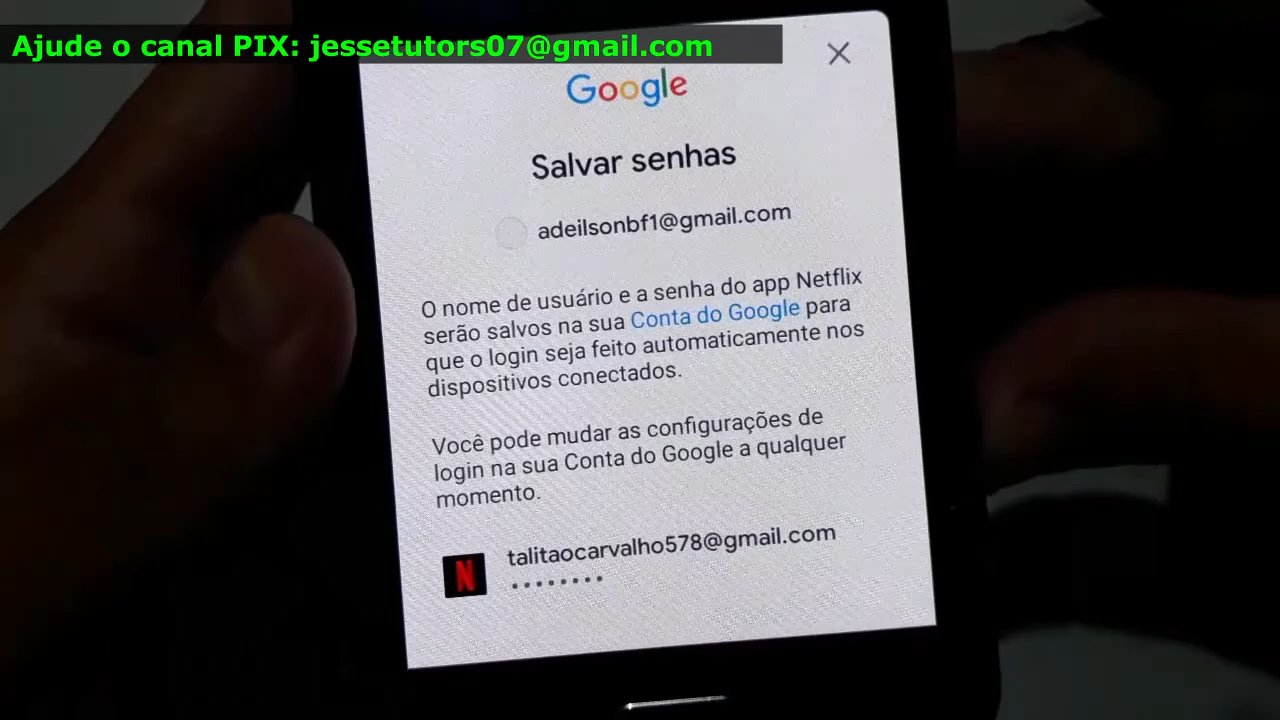 Ajude o canal PIX: jessetutors07@gmail.com
Google
Salvar senhas
adeilsonbf1@gmail.com
O nome de usuário e a senha do app Netflix
serão salvos na sua Conta do Google para
que o login seja feito automaticamente nos
dispositivos conectados.
Você pode mudar as configurações de
login na sua Conta do Google a qualquer
momento.
N
talitaocarvalho578@gmail.com
••••••••